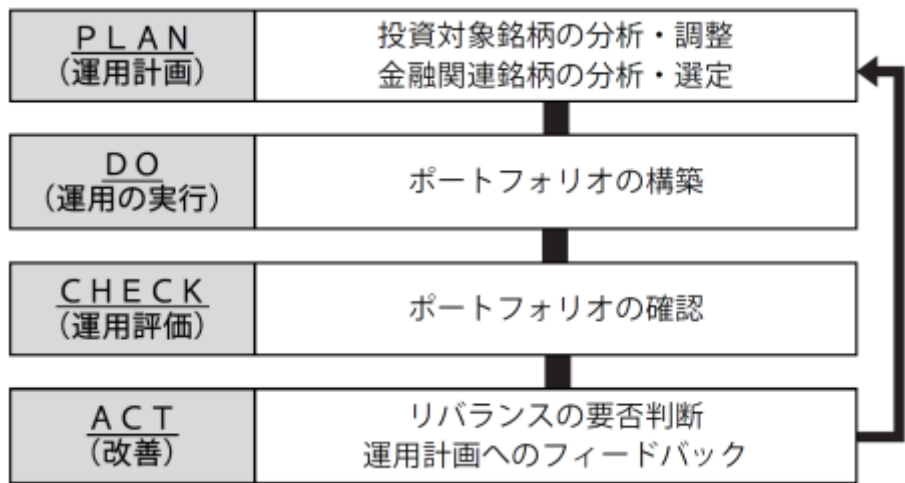 PLAN
(運用計画)
投資対象銘柄の分析・調整
金融関連銘柄の分析・選定
DO
(運用の実行)
ポートフォリオの構築
CHECK
(運用評価)
ポートフォリオの確認
ACT
(改善)
リバランスの要否判断
運用計画へのフィードバック